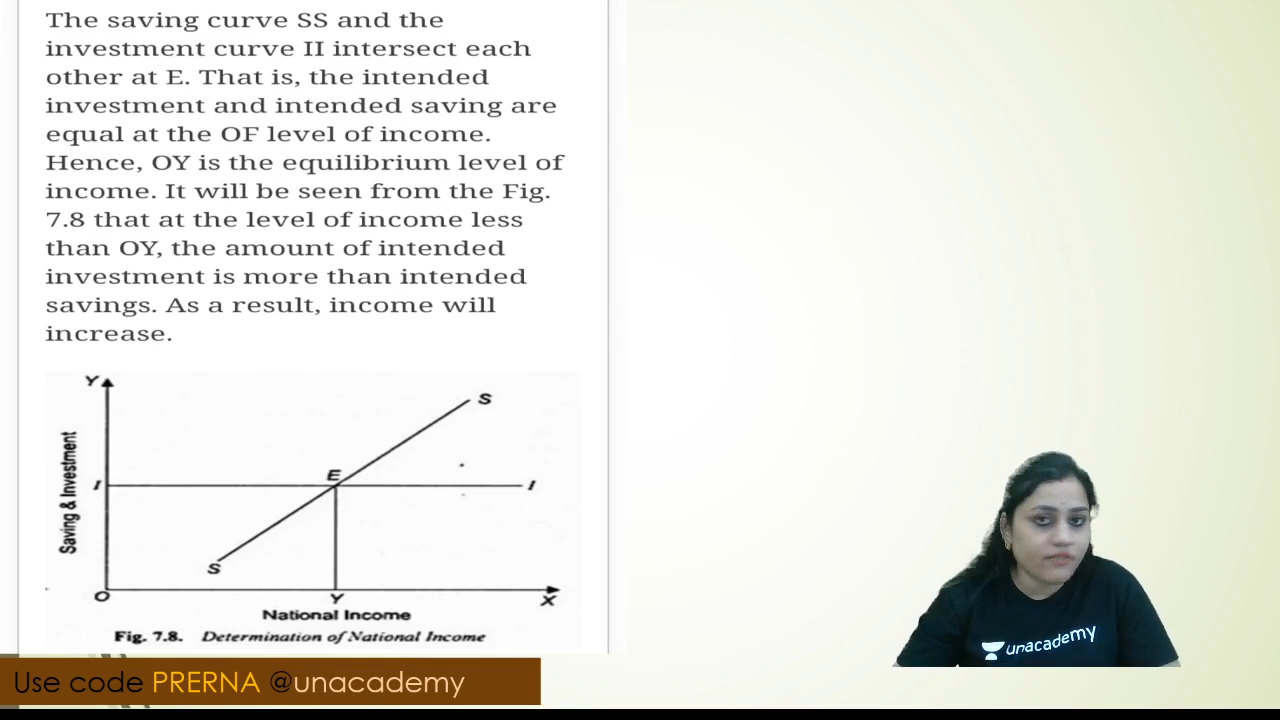 The saving curve SS and the
investment curve II intersect each
other at E. That is, the intended
investment and intended saving are
equal at the OF level of income.
Hence, OY is the equilibrium level of
income. It will be seen from the Fig.
7.8 that at the level of income less
than OY, the amount of intended
investment is more than intended
savings. As a result, income will
increase.
Y
Saving & Investment
S
E
I
I
S
O
Y
X
National Income
Fig. 7.8. Determination of National Income
unacademy
Use code PRERNA @unacademy